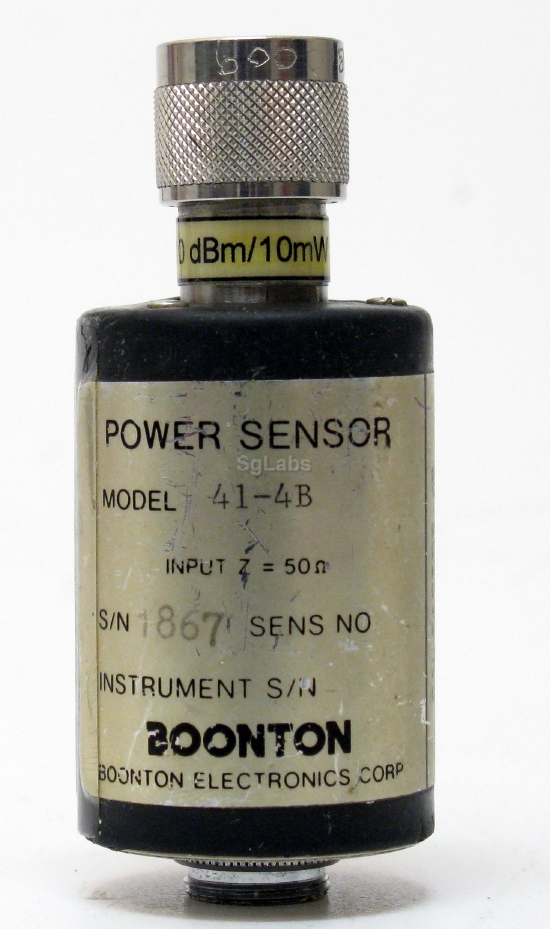 600
0 dBm/10mW
POWER SENSOR
SgLabs
MODEL 41-4B
INPUT Z = 50Ω
S/N 1867 SENS NO
INSTRUMENT S/N
BOONTON
BOONTON ELECTRONICS CORP